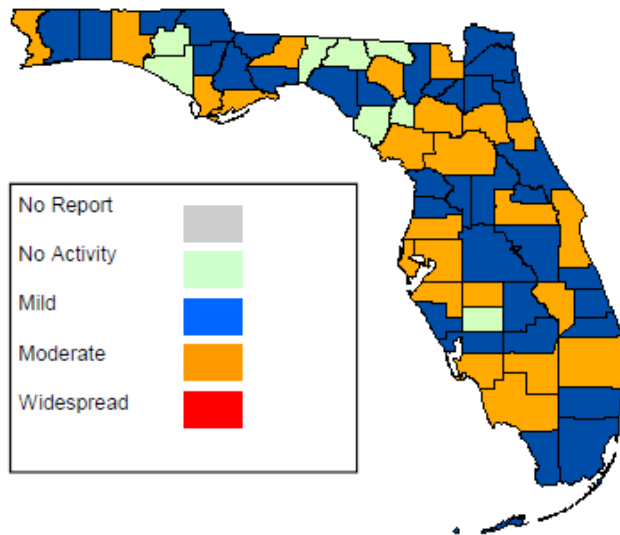 No Report
No Activity
Mild
Moderate
Widespread